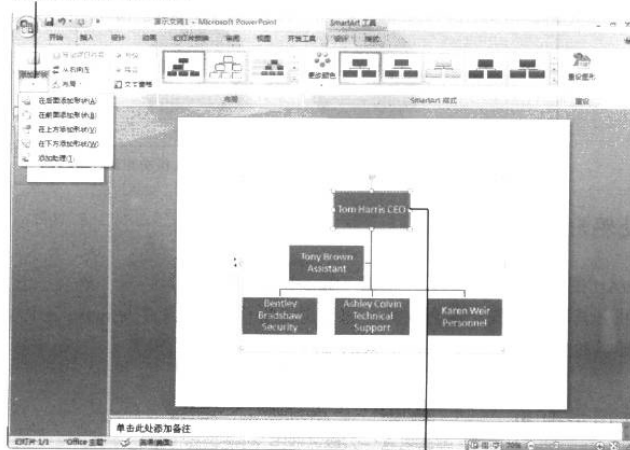 演示文稿1 - Microsoft PowerPoint
SmartArt 工具
开始 插入 设计 动画 幻灯片放映 审阅 视图 开发工具 设计 格式
从右向左
布局
文本窗格
更改颜色
重设图形
布局
SmartArt 样式
重设
在后面添加形状(A)
在前面添加形状(B)
在上方添加形状(V)
在下方添加形状(W)
添加助理(T)
Tom Harris CEO
Tony Brown
Assistant
Bentley
Bradshaw
Security
Ashley Colvin
Technical
Support
Karen Weir
Personnel
单击此处添加备注
幻灯片 1/1 "Office 主题" 英语(美国) 70%